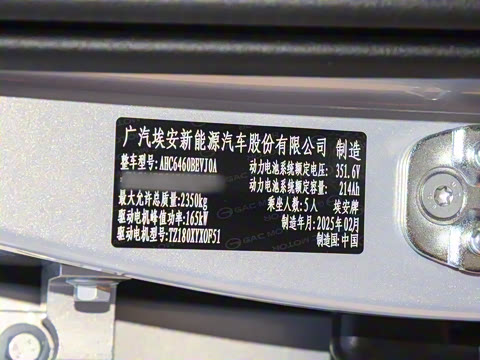 广汽埃安新能源汽车股份有限公司 制造
整车型号:AHC6460BEVJ0A 动力电池系统额定电压: 351.6V
动力电池系统额定容量: 214Ah
最大允许总质量:2350kg 乘坐人数:5人 埃安牌
驱动电机峰值功率:165kW 制造年月:2025年02月
驱动电机型号:TZ180XYX0F51 制造国:中国